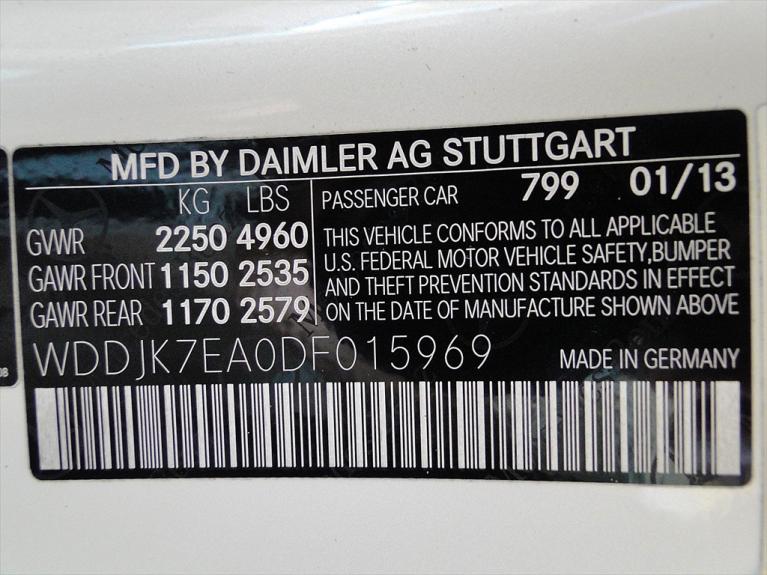 MFD BY DAIMLER AG STUTTGART
KG LBS
GVWR 2250 4960
GAWR FRONT 1150 2535
GAWR REAR 1170 2579
PASSENGER CAR 799 01/13
THIS VEHICLE CONFORMS TO ALL APPLICABLE
U.S. FEDERAL MOTOR VEHICLE SAFETY,BUMPER
AND THEFT PREVENTION STANDARDS IN EFFECT
ON THE DATE OF MANUFACTURE SHOWN ABOVE
WDDJK7EA0DF015969
MADE IN GERMANY